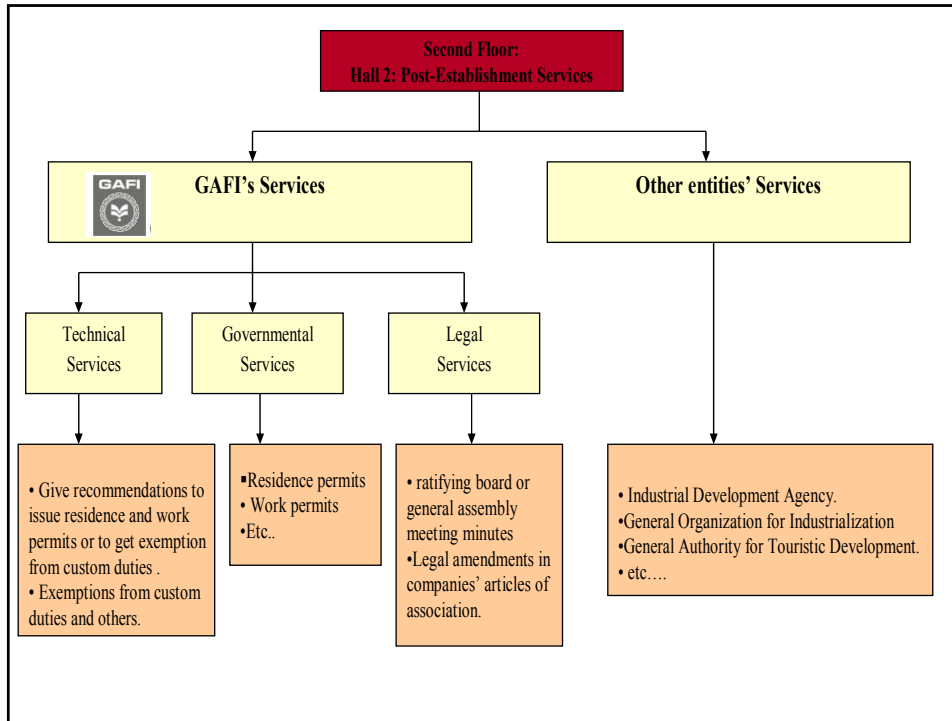 Second Floor:
Hall 2: Post-Establishment Services
GAFI's Services
GAFI
Other entities' Services
Technical
Services
Governmental
Services
Legal
Services
• Give recommendations to
issue residence and work
permits or to get exemption
from custom duties .
• Exemptions from custom
duties and others.
▪Residence permits
• Work permits
•Etc..
• ratifying board or
general assembly
meeting minutes
•Legal amendments in
companies' articles of
association.
• Industrial Development Agency.
•General Organization for Industrialization
•General Authority for Touristic Development.
• etc….